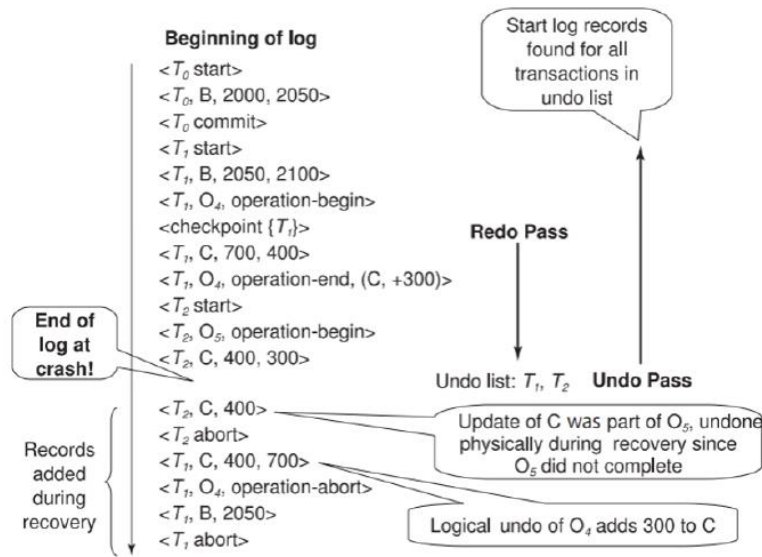 Beginning of log
<T0 start>
<T0, B, 2000, 2050>
<T0 commit>
<T1 start>
<T1, B, 2050, 2100>
<T1, O4, operation-begin>
<checkpoint {T1}>
<T1, C, 700, 400>
<T1, O4, operation-end, (C, +300)>
<T2 start>
<T2, O5, operation-begin>
<T2, C, 400, 300>
Start log records
found for all
transactions in
undo list
Redo Pass
End of
log at
crash!
Undo list: T1, T2
Undo Pass
<T2, C, 400>
<T2 abort>
<T1, C, 400, 700>
<T1, O4, operation-abort>
<T1, B, 2050>
<T1 abort>
Records
added
during
recovery
Update of C was part of O5, undone
physically during recovery since
O5 did not complete
Logical undo of O4 adds 300 to C